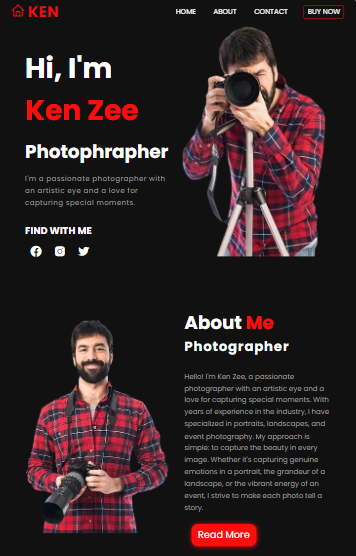 KEN
HOME ABOUT CONTACT BUY NOW
Hi, I'm
Ken Zee
Photophrapher
I'm a passionate photographer with
an artistic eye and a love for
capturing special moments.
FIND WITH ME
About Me
Photographer
Hello! I'm Ken Zee, a passionate
photographer with an artistic eye and a
love for capturing special moments. With
years of experience in the industry, I have
specialized in portraits, landscapes, and
event photography. My approach is
simple: to capture the beauty in every
image. Whether it's capturing genuine
emotions in a portrait, the grandeur of a
landscape, or the vibrant energy of an
event, I strive to make each photo tell a
story.
Read More